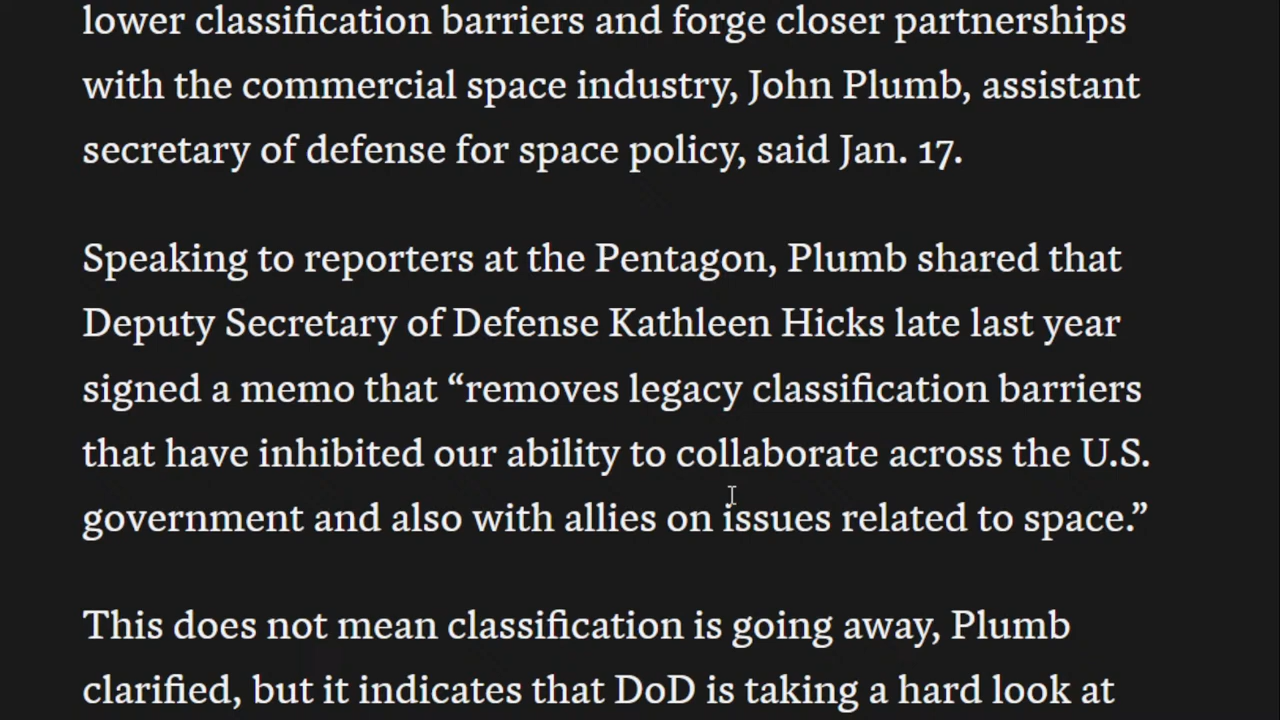 lower classification barriers and forge closer partnerships
with the commercial space industry, John Plumb, assistant
secretary of defense for space policy, said Jan. 17.
Speaking to reporters at the Pentagon, Plumb shared that
Deputy Secretary of Defense Kathleen Hicks late last year
signed a memo that “removes legacy classification barriers
that have inhibited our ability to collaborate across the U.S.
government and also with allies on issues related to space.”
This does not mean classification is going away, Plumb
clarified, but it indicates that DoD is taking a hard look at